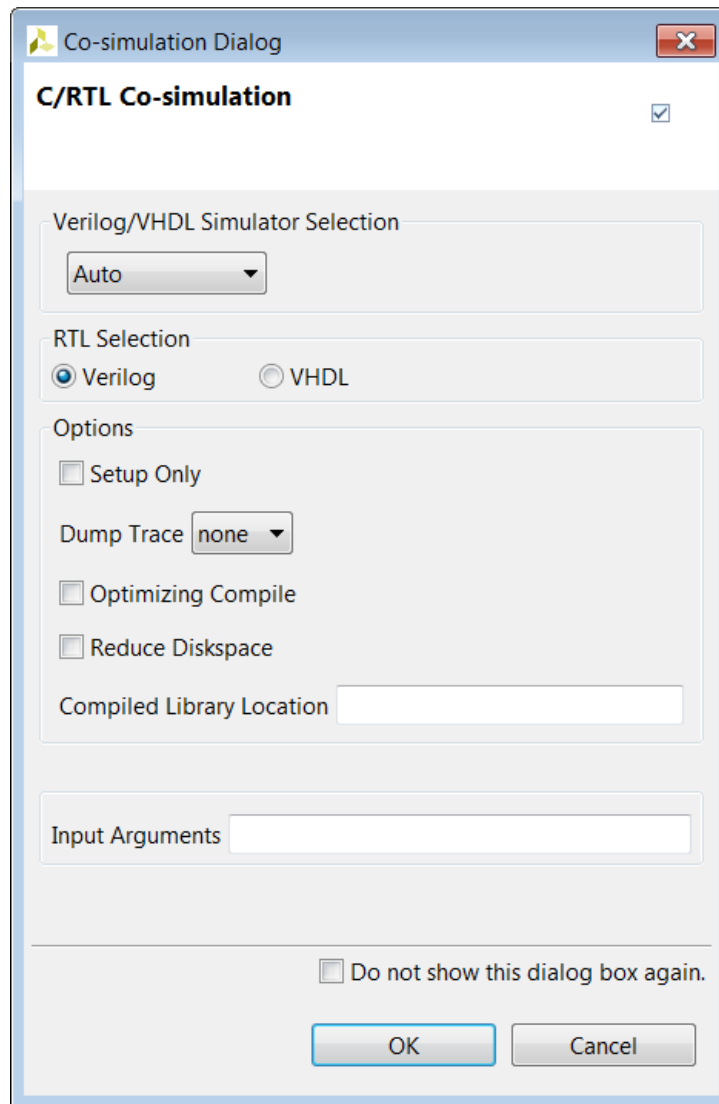 Co-simulation Dialog
C/RTL Co-simulation
Verilog/VHDL Simulator Selection
Auto
RTL Selection
Verilog VHDL
Options
Setup Only
Dump Trace none
Optimizing Compile
Reduce Diskspace
Compiled Library Location
Input Arguments
Do not show this dialog box again.
OK Cancel